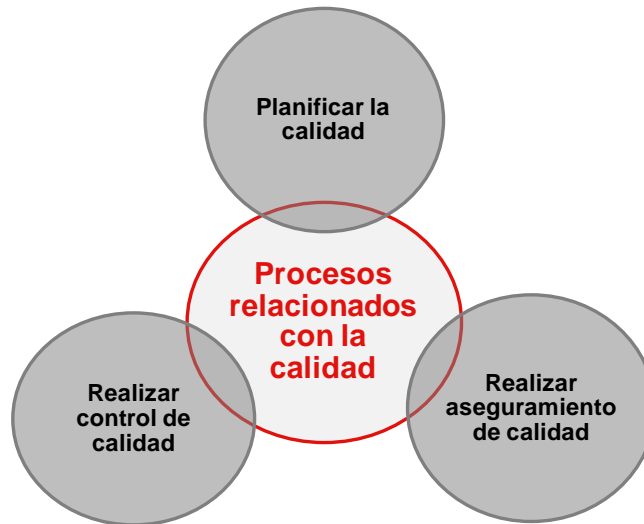 Planificar la
calidad
Procesos
relacionados
con la
calidad
Realizar
control de
calidad
Realizar
aseguramiento
de calidad